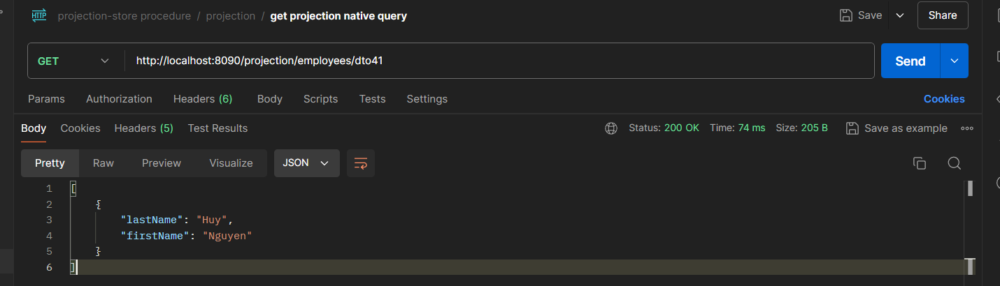 HTTP projection-store procedure / projection / get projection native query Save Share
GET http://localhost:8090/projection/employees/dto41 Send
Params Authorization Headers (6) Body Scripts Tests Settings Cookies
Body Cookies Headers (5) Test Results Status: 200 OK Time: 74 ms Size: 205 B Save as example
Pretty Raw Preview Visualize JSON
1 [
2 {
3 "lastName": "Huy",
4 "firstName": "Nguyen"
5 }
6 ]